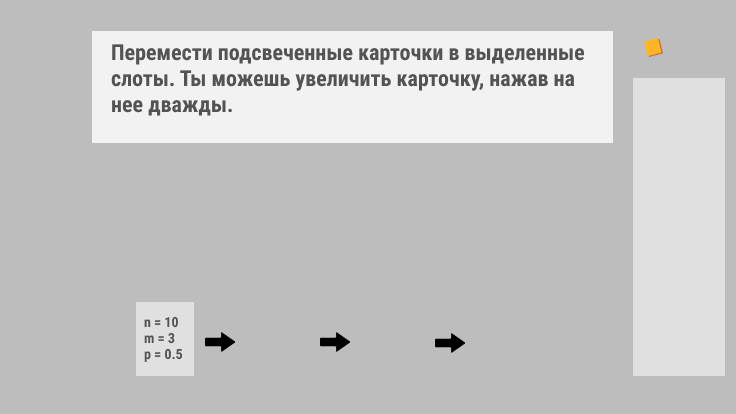 Перемести подсвеченные карточки в выделенные
слоты. Ты можешь увеличить карточку, нажав на
нее дважды.
n = 10
m = 3
p = 0.5